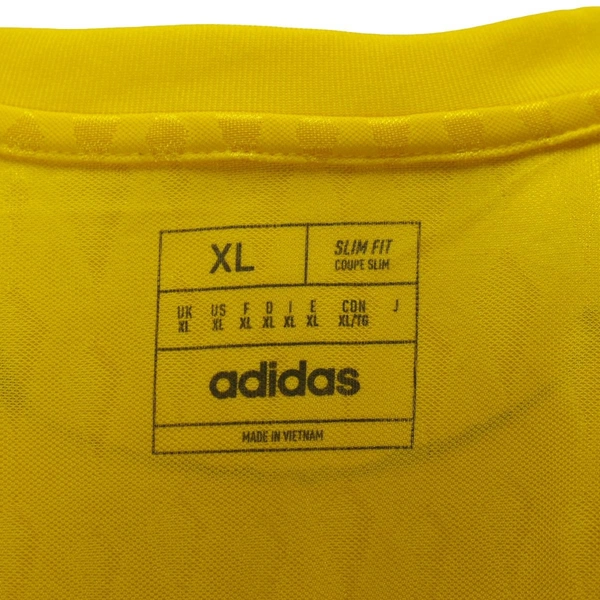 XL
SLIM FIT
COUPE SLIM
UK US F D I E CDN J
XL XL XL XL XL XL XL/TG
adidas
MADE IN VIETNAM